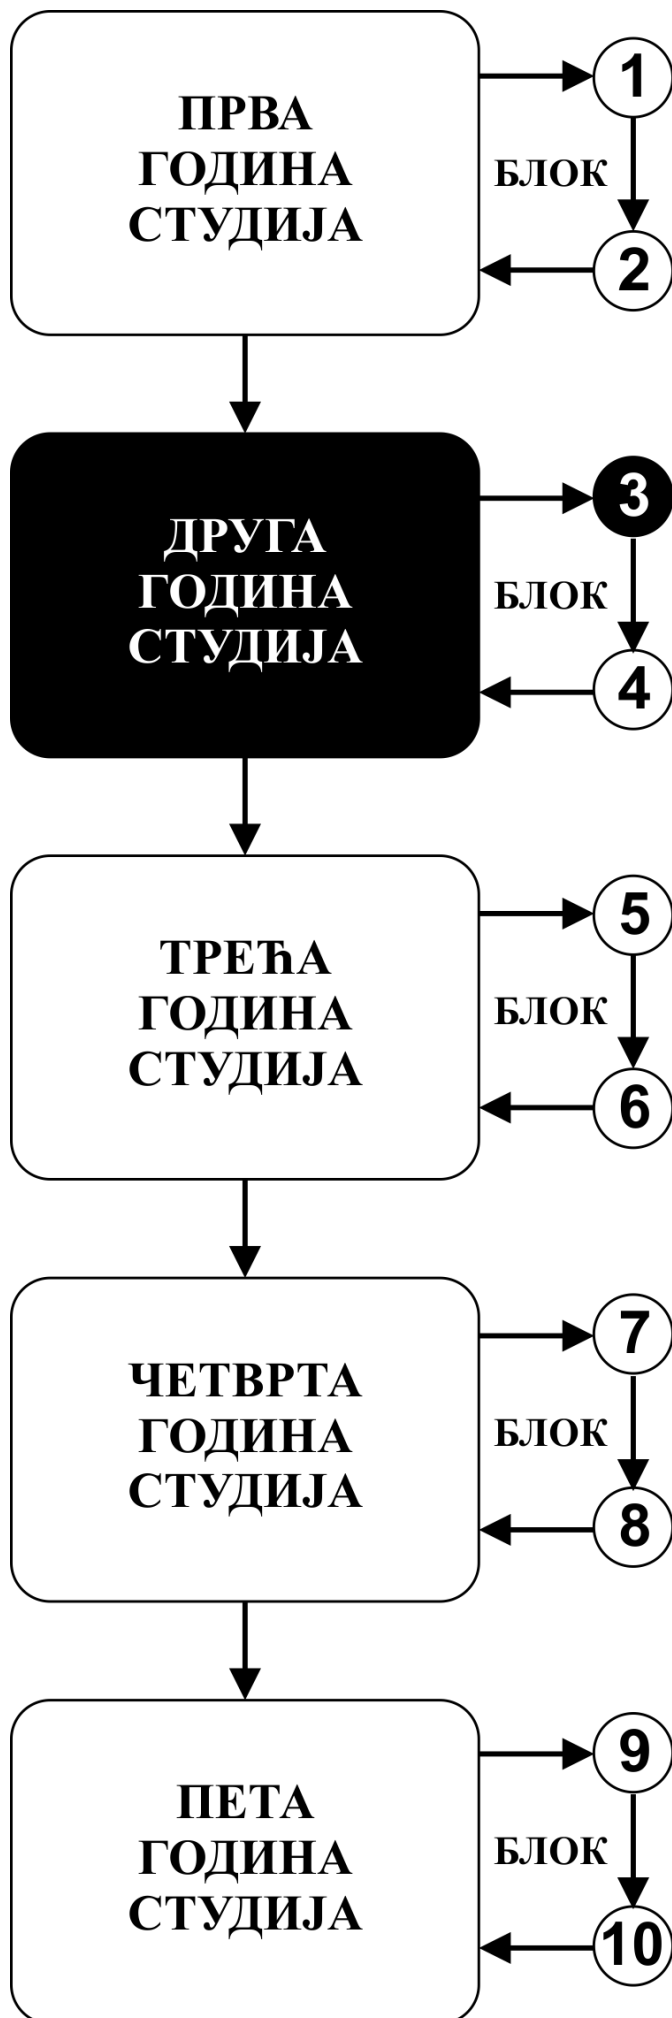 ПРВА
ГОДИНА
СТУДИЈА
1
БЛОК
2
ДРУГА
ГОДИНА
СТУДИЈА
3
БЛОК
4
ТРЕЋА
ГОДИНА
СТУДИЈА
5
БЛОК
6
ЧЕТВРТА
ГОДИНА
СТУДИЈА
7
БЛОК
8
ПЕТА
ГОДИНА
СТУДИЈА
9
БЛОК
10